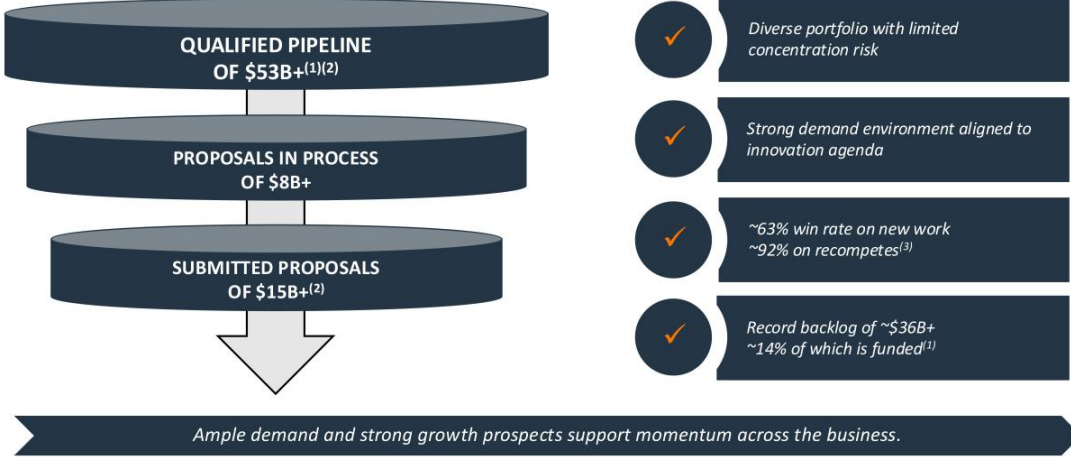 QUALIFIED PIPELINE
OF $53B+(1)(2)
PROPOSALS IN PROCESS
OF $8B+
SUBMITTED PROPOSALS
OF $15B+(2)
✓
Diverse portfolio with limited
concentration risk
✓
Strong demand environment aligned to
innovation agenda
✓
~63% win rate on new work
~92% on recompetes(3)
✓
Record backlog of ~$36B+
~14% of which is funded(1)
Ample demand and strong growth prospects support momentum across the business.